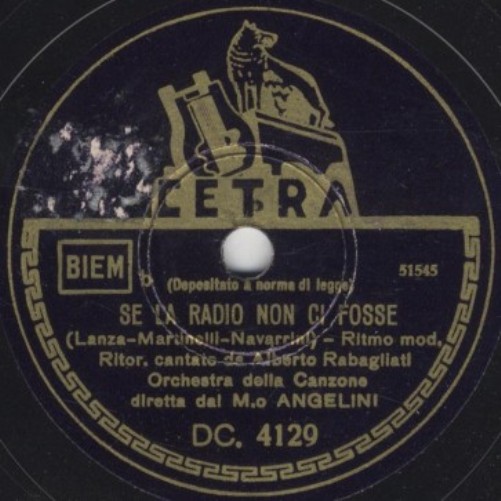 CETRA
BIEM
(Depositato a norma di legge)
51545
SE LA RADIO NON CI FOSSE
(Lanza-Martinelli-Navarrini) - Ritmo mod.
Ritor. cantato da Alberto Rabagliati
Orchestra della Canzone
diretta dal M.o ANGELINI
DC. 4129